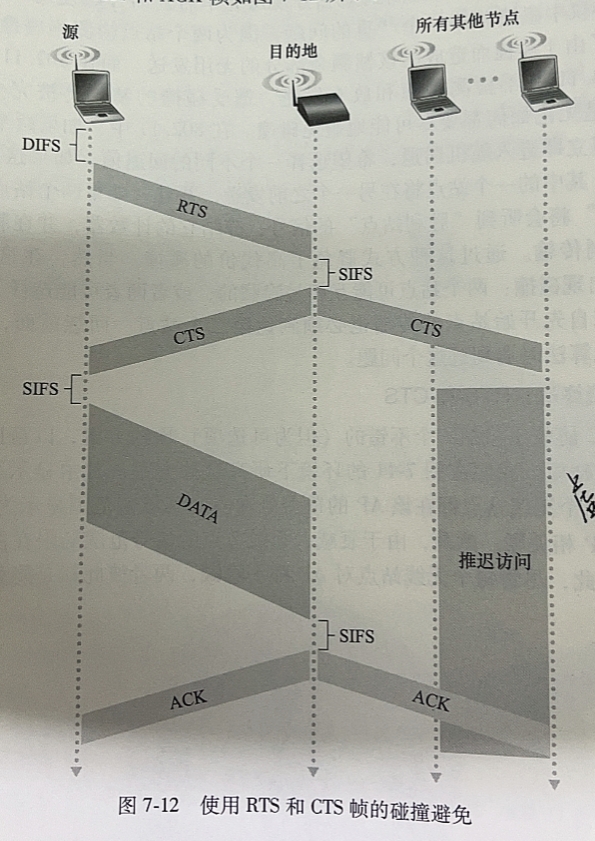 源
目的地
所有其他节点
DIFS
RTS
SIFS
CTS
CTS
SIFS
DATA
推迟访问
SIFS
ACK
ACK
图 7-12 使用 RTS 和 CTS 帧的碰撞避免